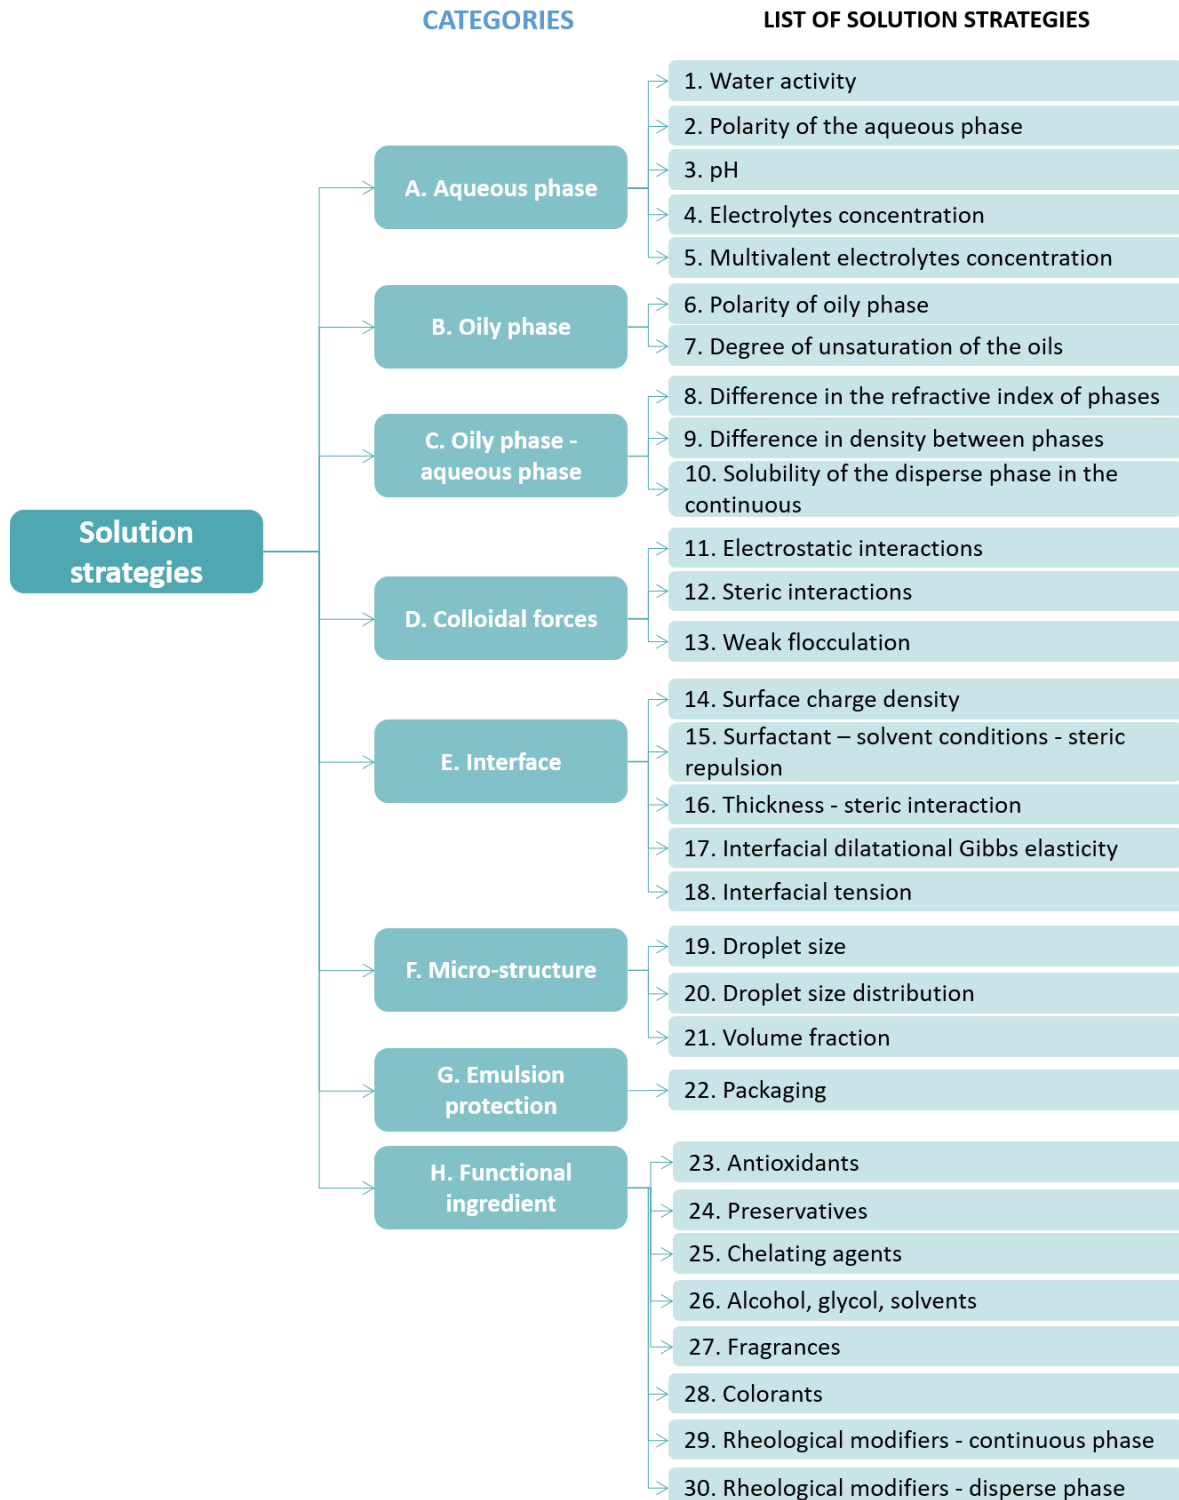 CATEGORIES
LIST OF SOLUTION STRATEGIES
Solution
strategies
A. Aqueous phase
1. Water activity
2. Polarity of the aqueous phase
3. pH
4. Electrolytes concentration
5. Multivalent electrolytes concentration
B. Oily phase
6. Polarity of oily phase
7. Degree of unsaturation of the oils
C. Oily phase -
aqueous phase
8. Difference in the refractive index of phases
9. Difference in density between phases
10. Solubility of the disperse phase in the
continuous
D. Colloidal forces
11. Electrostatic interactions
12. Steric interactions
13. Weak flocculation
E. Interface
14. Surface charge density
15. Surfactant – solvent conditions - steric
repulsion
16. Thickness - steric interaction
17. Interfacial dilatational Gibbs elasticity
18. Interfacial tension
F. Micro-structure
19. Droplet size
20. Droplet size distribution
21. Volume fraction
G. Emulsion
protection
22. Packaging
H. Functional
ingredient
23. Antioxidants
24. Preservatives
25. Chelating agents
26. Alcohol, glycol, solvents
27. Fragrances
28. Colorants
29. Rheological modifiers - continuous phase
30. Rheological modifiers - disperse phase